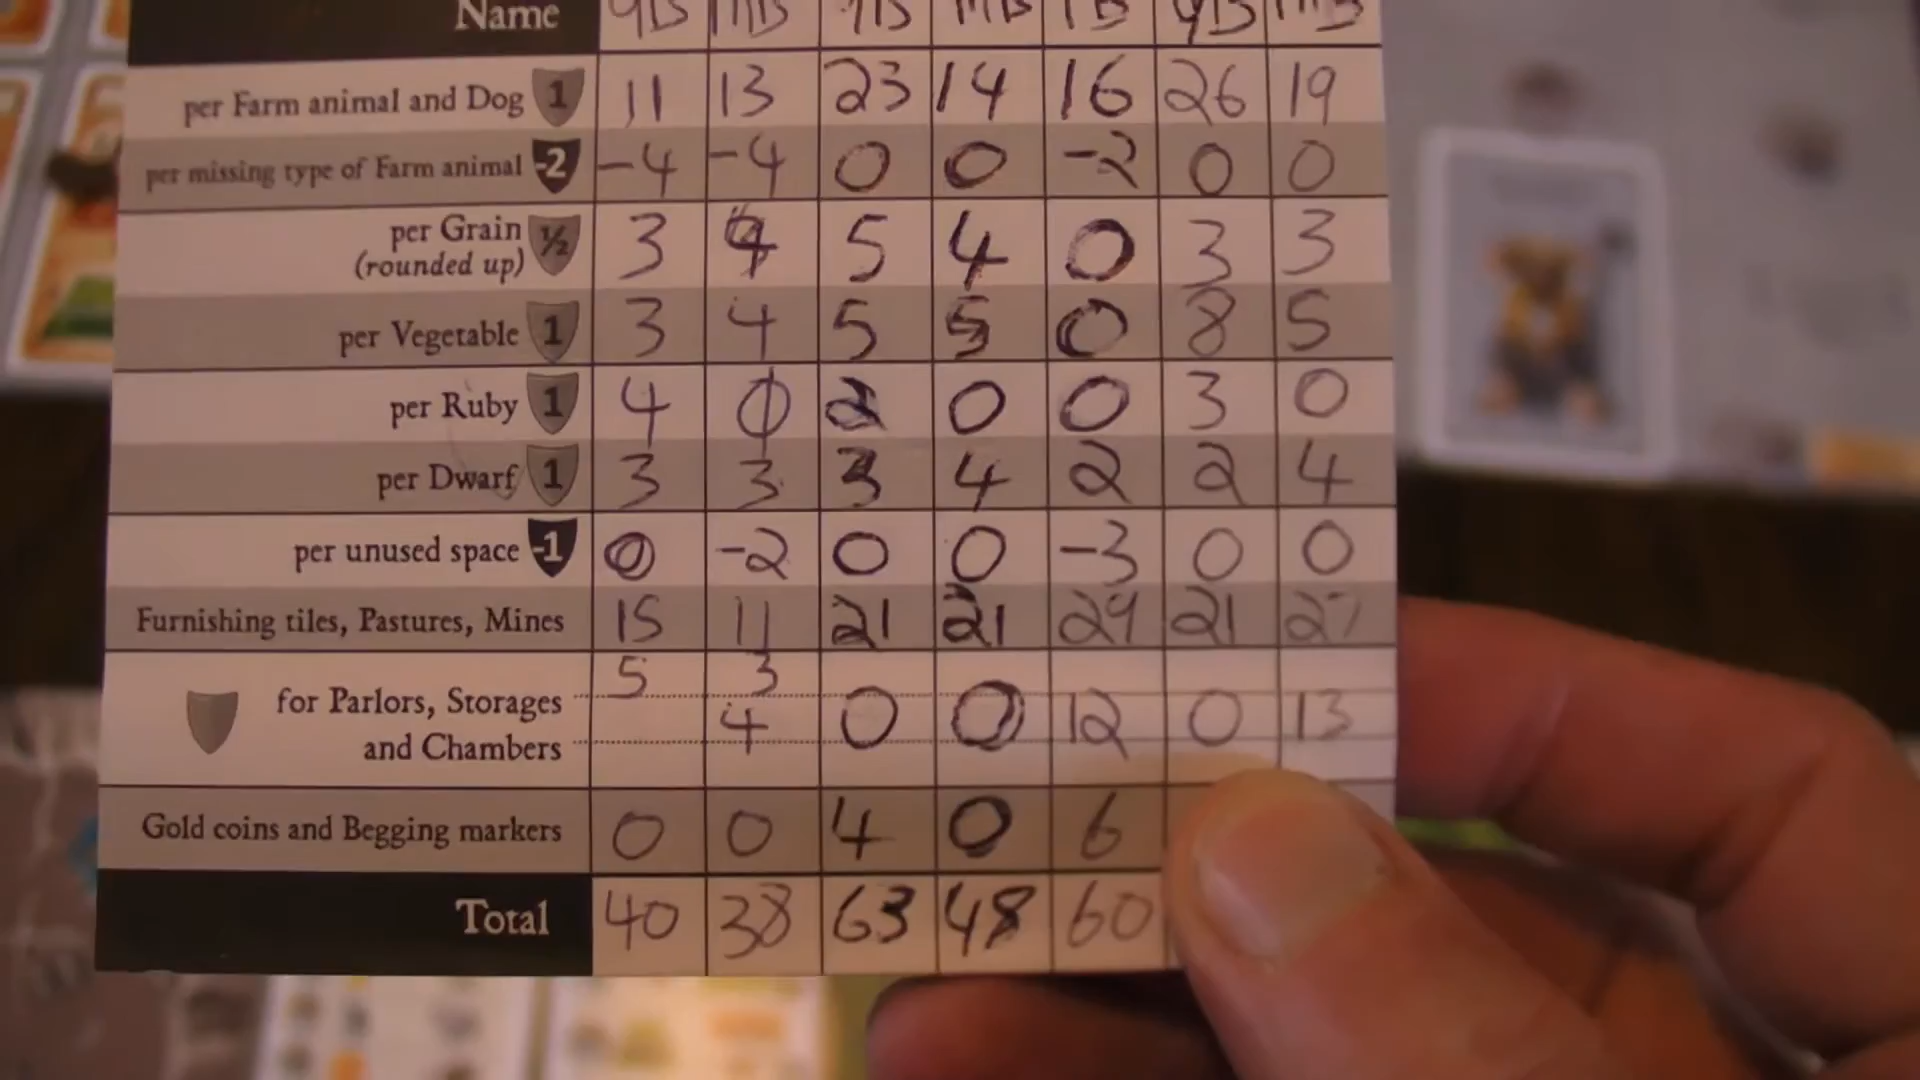 Name
per Farm animal and Dog 1 11 13 23 14 16 26 19
per missing type of Farm animal -2 -4 -4 0 0 -2 0 0
per Grain (rounded up) ½ 3 4 5 4 0 3 3
per Vegetable 1 3 4 5 5 0 8 5
per Ruby 1 4 0 2 0 0 3 0
per Dwarf 1 3 3 3 4 2 2 4
per unused space -1 0 -2 0 0 -3 0 0
Furnishing tiles, Pastures, Mines 15 11 21 21 29 21 27
5 3
for Parlors, Storages
and Chambers 4 0 0 12 0 13
Gold coins and Begging markers 0 0 4 0 6
Total 40 38 63 48 60